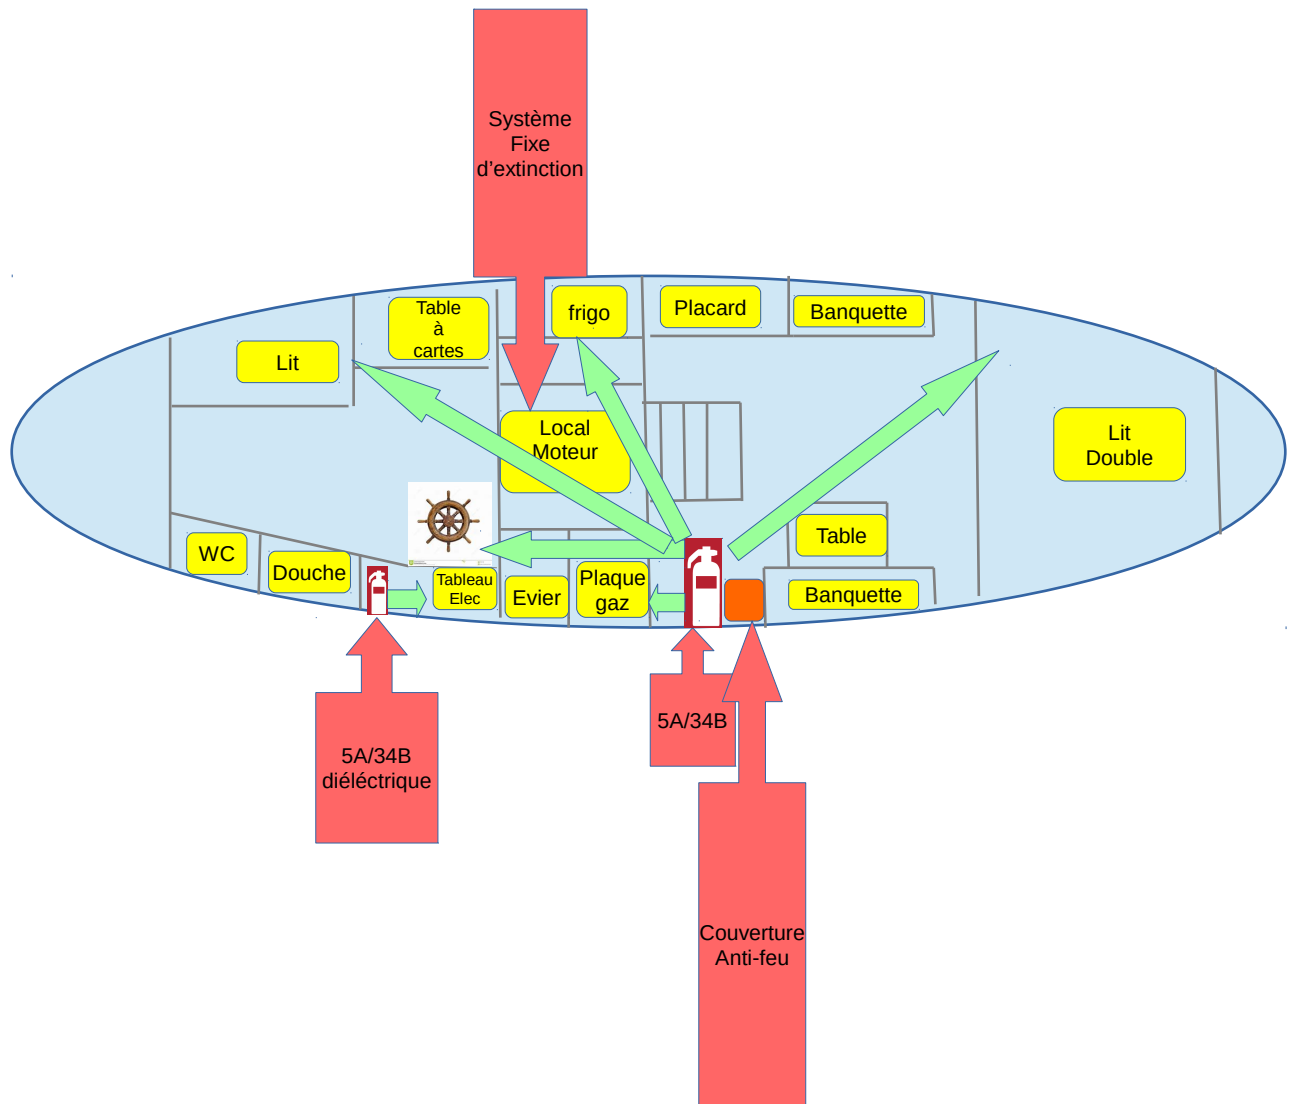 Système
Fixe
d'extinction
Table
à
cartes
frigo
Placard
Banquette
Lit
Local
Moteur
Lit
Double
WC
Douche
Tableau
Elec
Evier
Plaque
gaz
Table
Banquette
5A/34B
diéléctrique
5A/34B
Couverture
Anti-feu